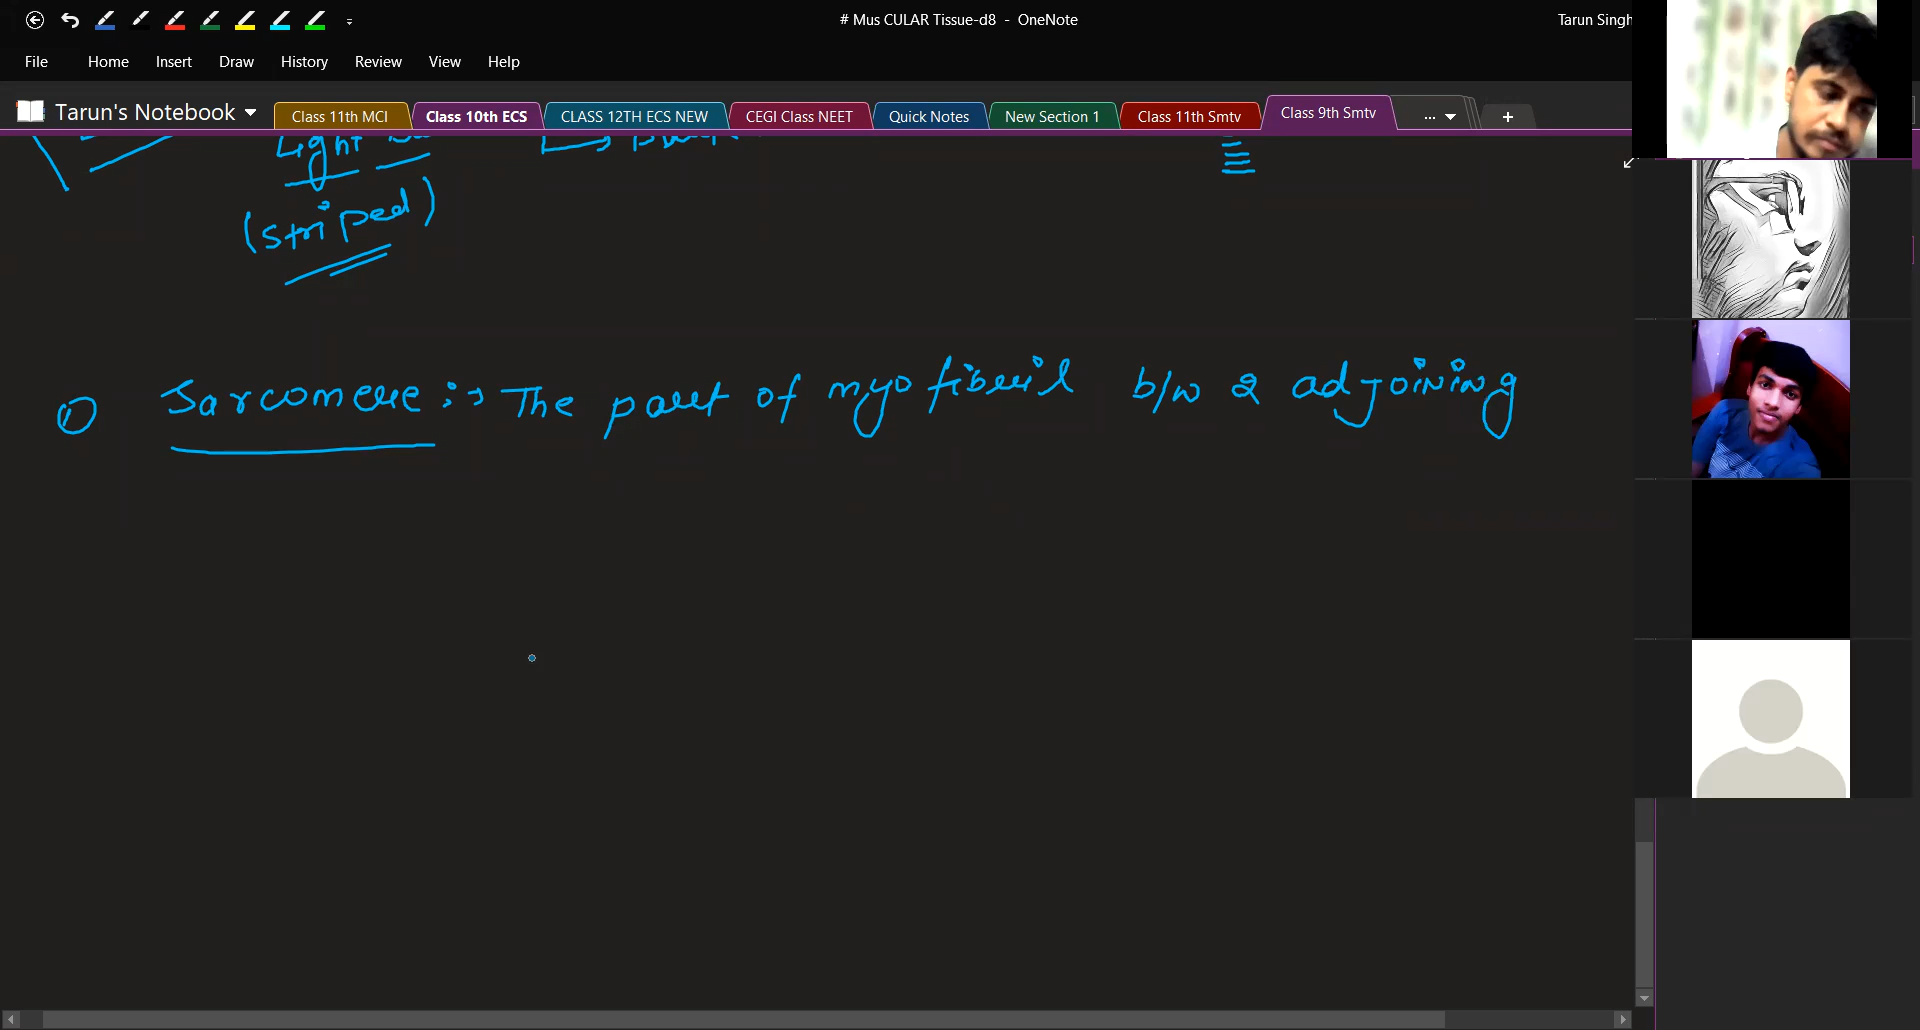 # Mus CULAR Tissue-d8 - OneNote
Tarun Singh
File Home Insert Draw History Review View Help
Tarun's Notebook
Class 11th MCI Class 10th ECS CLASS 12TH ECS NEW CEGI Class NEET Quick Notes New Section 1 Class 11th Smtv Class 9th Smtv ... +
Light
(striped)
① Sarcomere :→ The part of myofibril b/w 2 adjoining